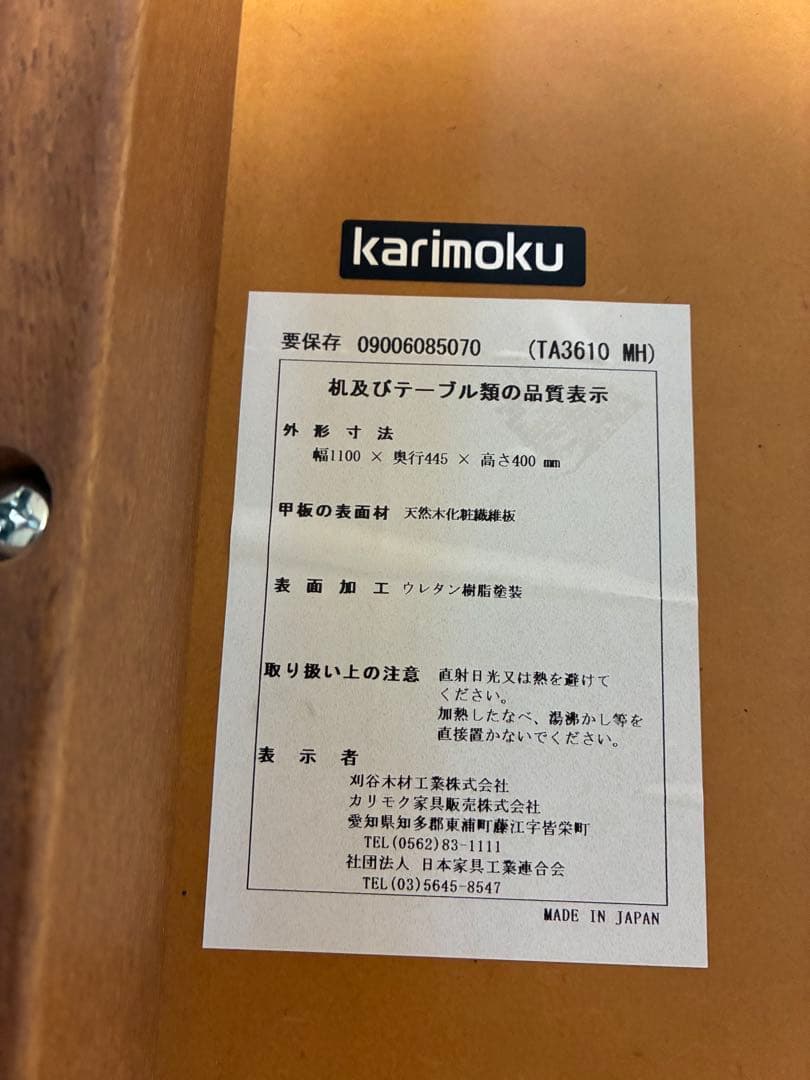 karimoku
要保存 09006085070 (TA3610 MH)
机及びテーブル類の品質表示
外形寸法
幅1100 × 奥行445 × 高さ400 mm
甲板の表面材 天然木化粧繊維板
表面加工 ウレタン樹脂塗装
取り扱い上の注意 直射日光又は熱を避けて
ください。
加熱したなべ、湯沸かし等を
直接置かないでください。
表示者
刈谷木材工業株式会社
カリモク家具販売株式会社
愛知県知多郡東浦町藤江字皆栄町
TEL(0562)83-1111
社団法人 日本家具工業連合会
TEL(03)5645-8547
MADE IN JAPAN